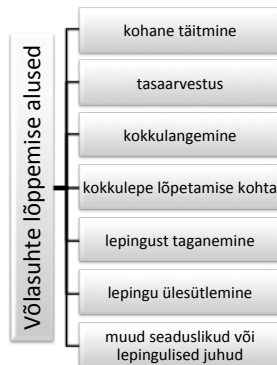 Võlasuhte lõppemise alused
kohane täitmine
tasaarvestus
kokkulangemine
kokkulepe lõpetamise kohta
lepingust taganemine
lepingu ülesütlemine
muud seaduslikud või
lepingulised juhud